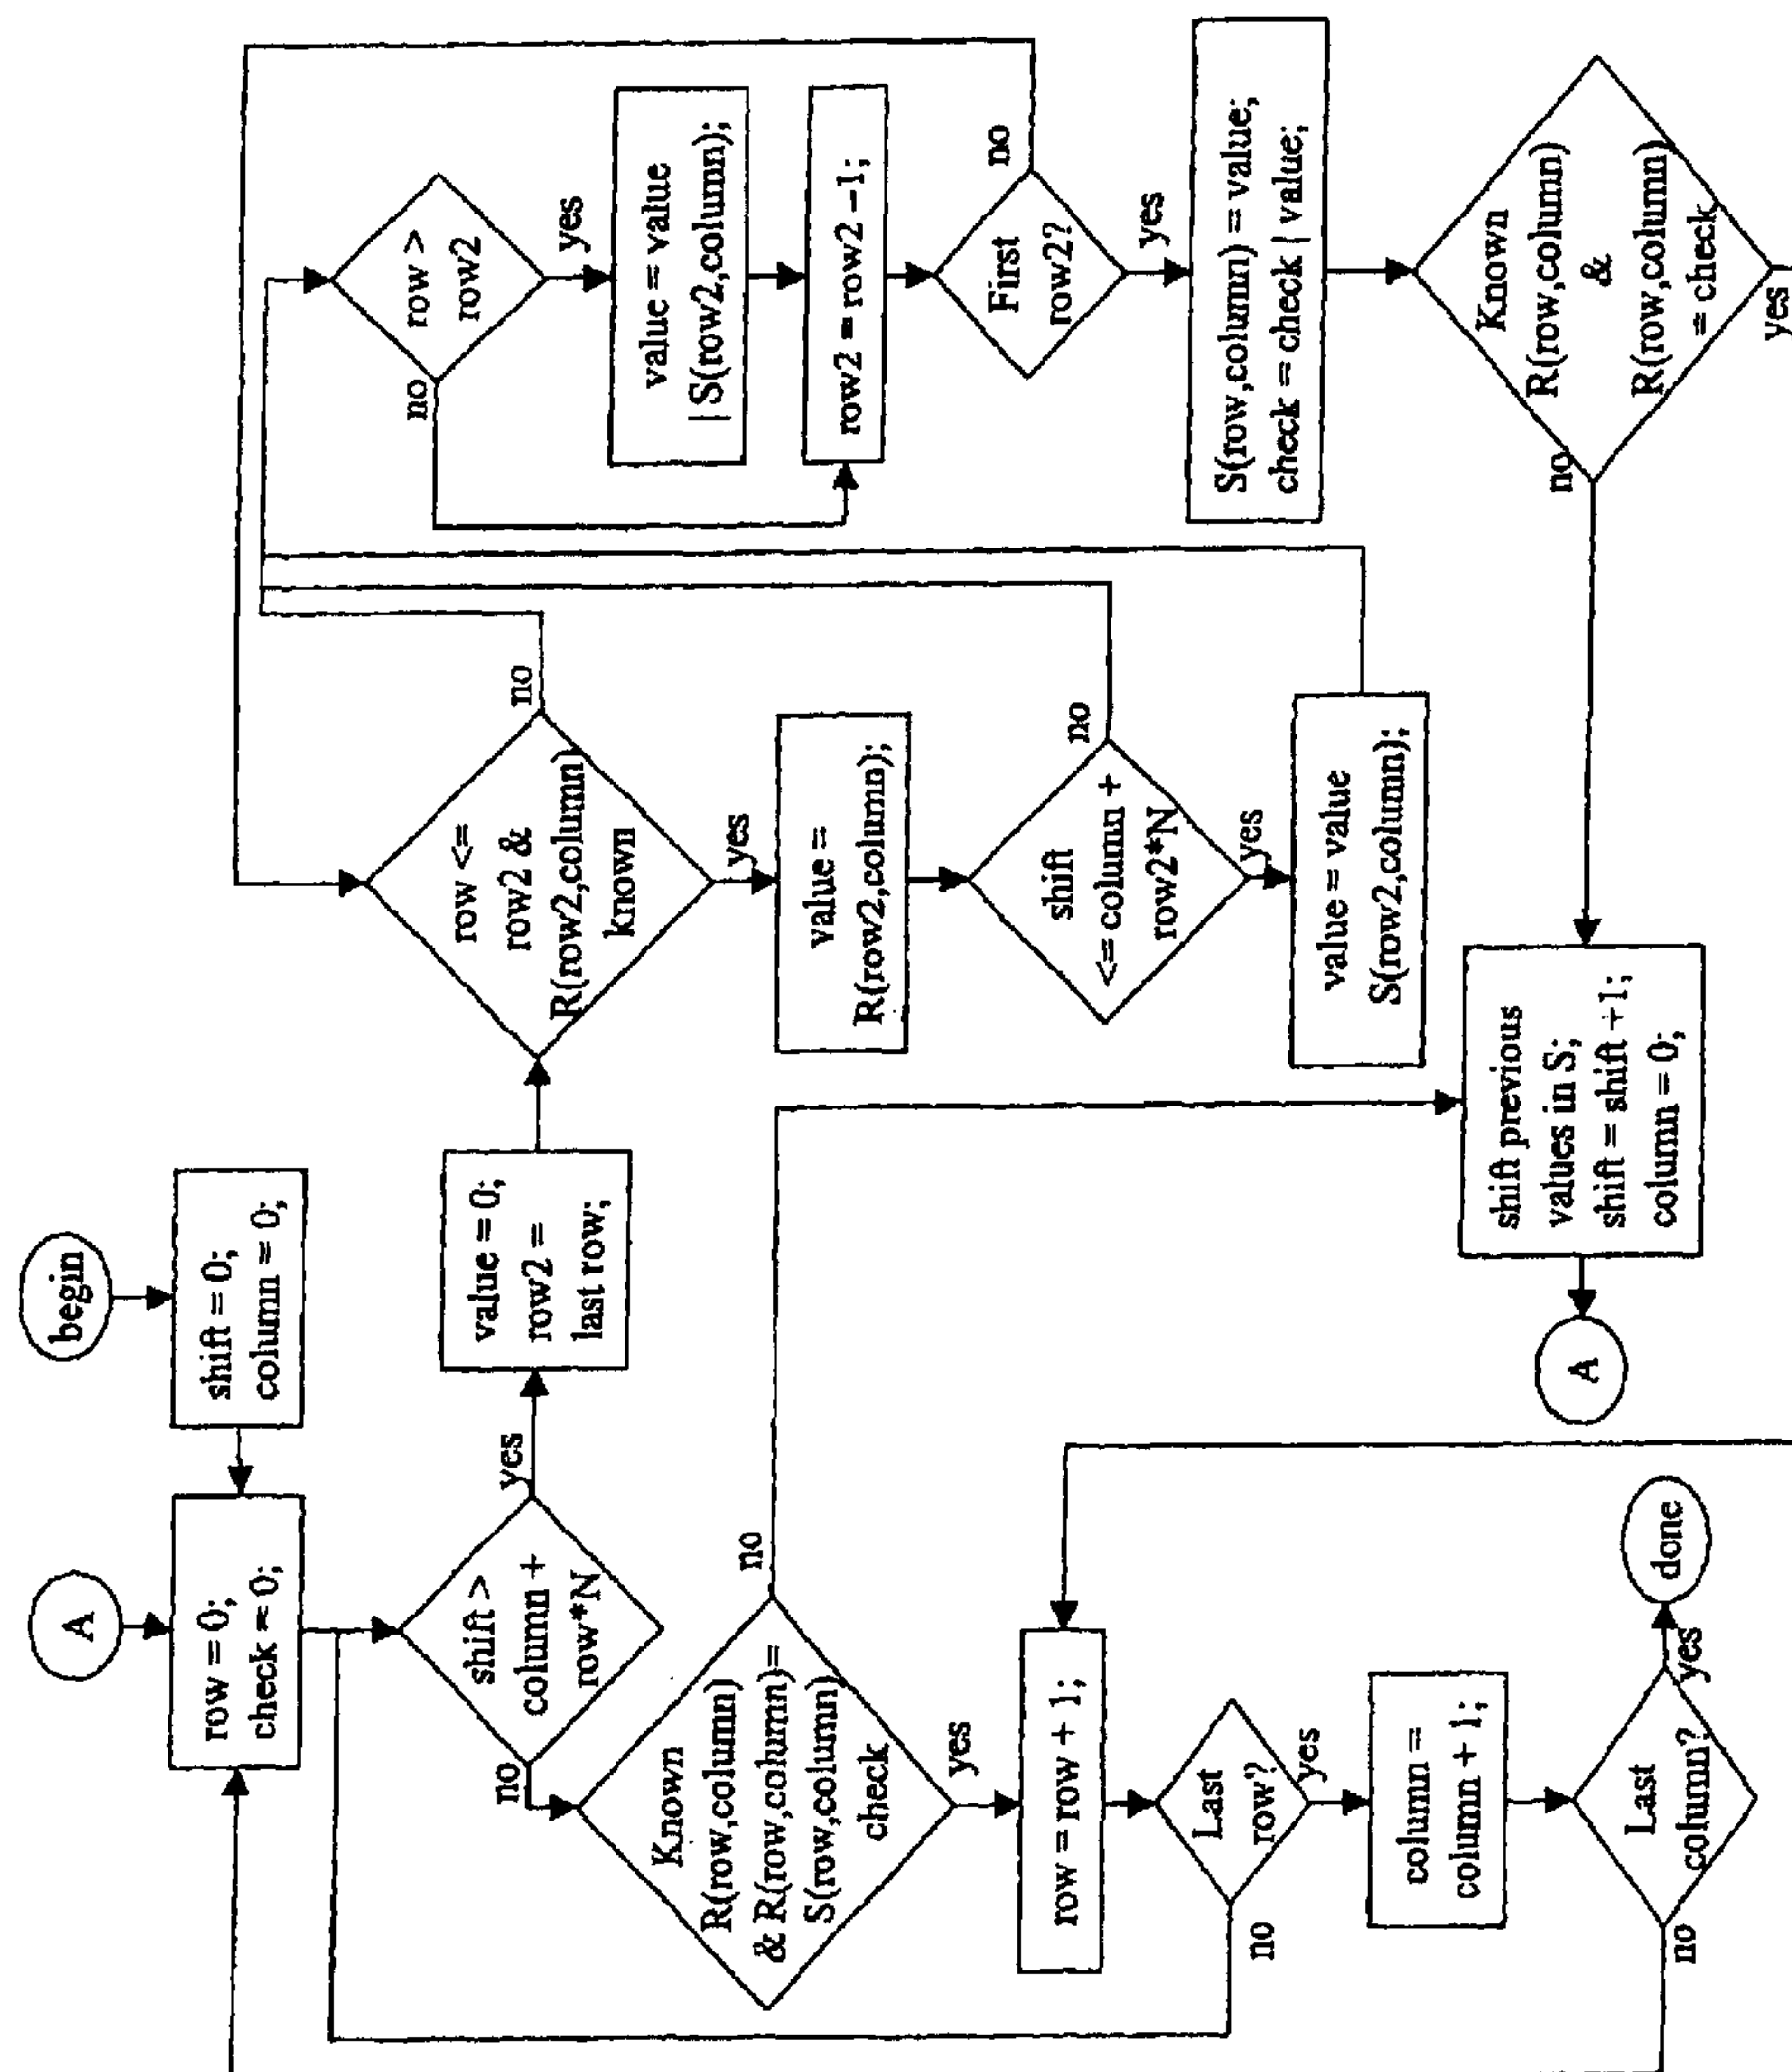 begin
shift = 0;
column = 0;
A
row = 0;
check = 0;
shift >
column +
row*N
yes
no
value = 0;
row2 =
last row;
row <=
row2 &
R(row2,column)
known
no
yes
value =
R(row2,column);
shift
<= column +
row2*N
no
yes
value = value
S(row2,column);
row >
row2
no
yes
value = value
| S(row2,column);
row2 = row2 -1;
First
row2?
no
yes
S(row,column) = value;
check = check | value;
Known
R(row,column)
&
R(row,column)
= check
no
yes
Known
R(row,column)
& R(row,column)=
S(row,column)
check
no
yes
shift previous
values in S;
shift = shift +1;
column = 0;
A
row = row + 1;
Last
row?
no
yes
column =
column + 1;
Last
column?
no
yes
done